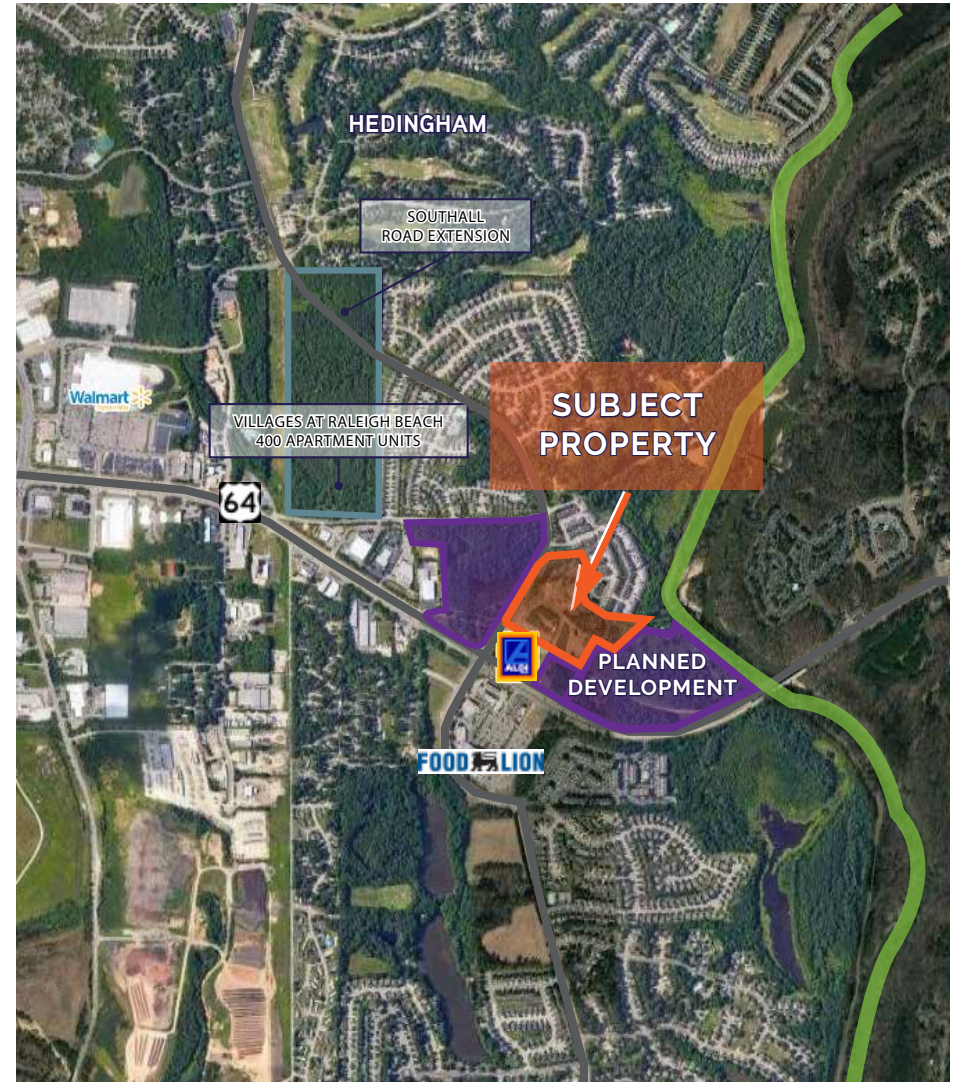 HEDINGHAM
SOUTHALL
ROAD EXTENSION
SUBJECT
PROPERTY
Walmart
VILLAGES AT RALEIGH BEACH
400 APARTMENT UNITS
64
ALDI
PLANNED
DEVELOPMENT
FOOD LION